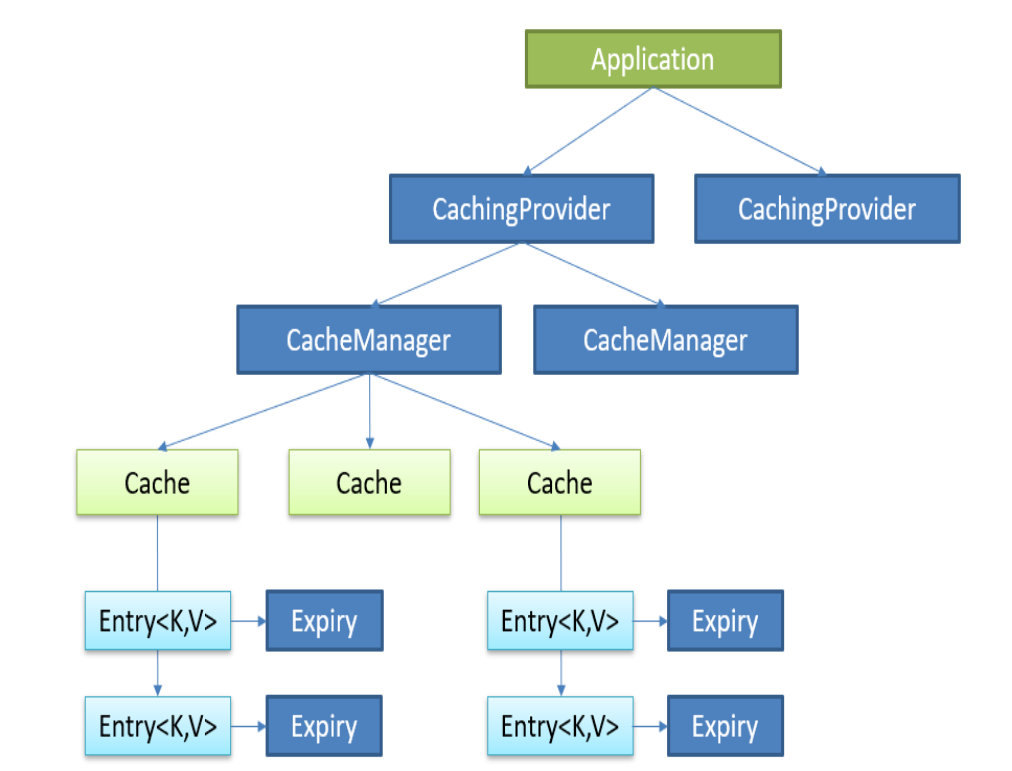 Application
CachingProvider
CachingProvider
CacheManager
CacheManager
Cache
Cache
Cache
Entry<K,V>
Expiry
Entry<K,V>
Expiry
Entry<K,V>
Expiry
Entry<K,V>
Expiry